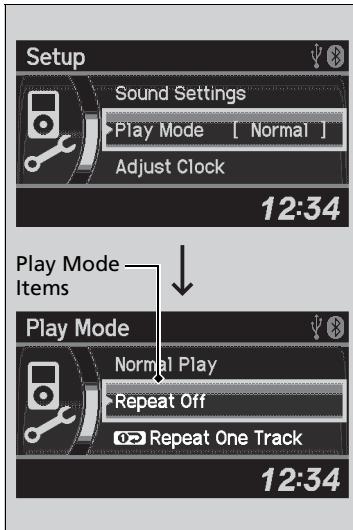 Setup
Sound Settings
Play Mode [ Normal ]
Adjust Clock
12:34
Play Mode
Items
Play Mode
Normal Play
Repeat Off
Repeat One Track
12:34